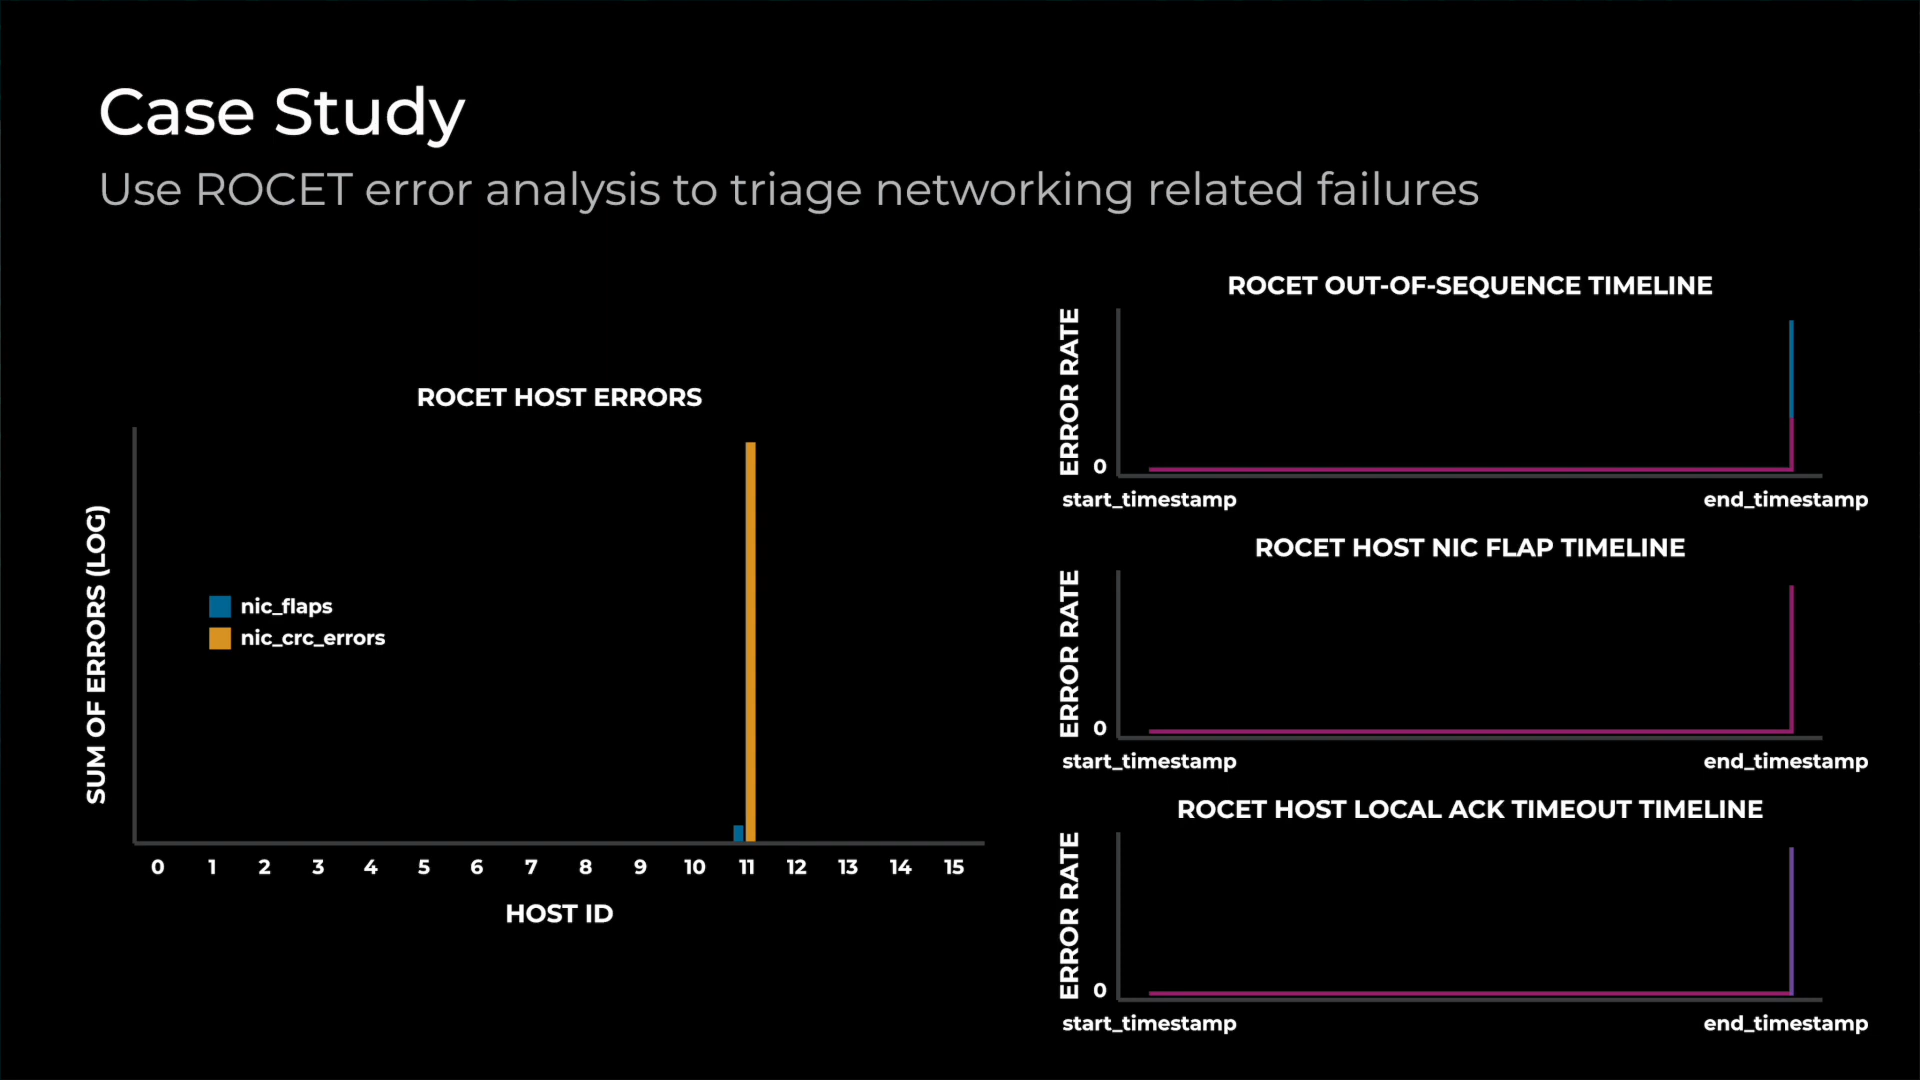 Case Study
Use ROCET error analysis to triage networking related failures
ROCET HOST ERRORS
SUM OF ERRORS (LOG)
nic_flaps
nic_crc_errors
0 1 2 3 4 5 6 7 8 9 10 11 12 13 14 15
HOST ID
ROCET OUT-OF-SEQUENCE TIMELINE
ERROR RATE
0
start_timestamp end_timestamp
ROCET HOST NIC FLAP TIMELINE
ERROR RATE
0
start_timestamp end_timestamp
ROCET HOST LOCAL ACK TIMEOUT TIMELINE
ERROR RATE
0
start_timestamp end_timestamp